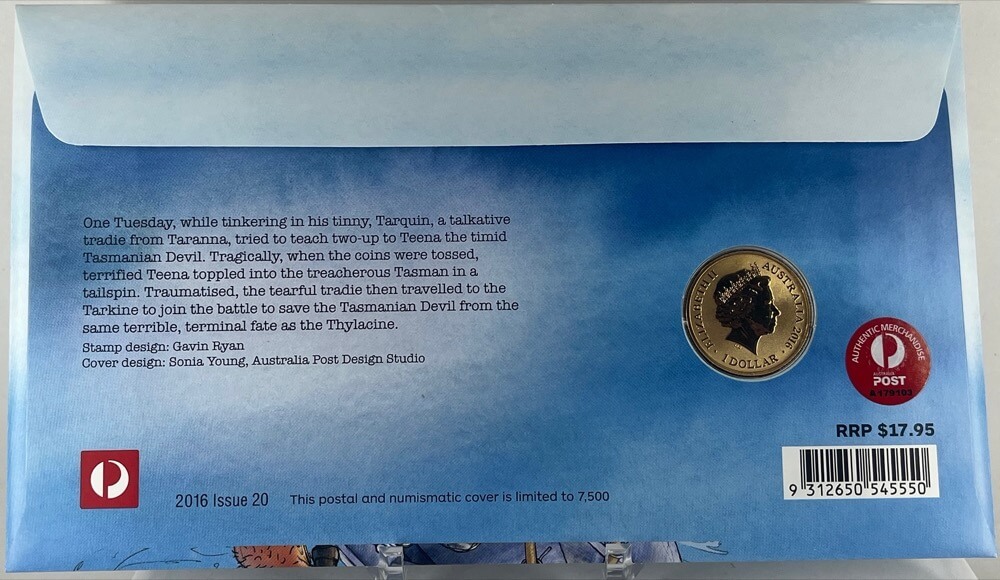 One Tuesday, while tinkering in his tinny, Tarquin, a talkative
tradie from Taranna, tried to teach two-up to Teena the timid
Tasmanian Devil. Tragically, when the coins were tossed,
terrified Teena toppled into the treacherous Tasman in a
tailspin. Traumatised, the tearful tradie then travelled to the
Tarkine to join the battle to save the Tasmanian Devil from the
same terrible, terminal fate as the Thylacine.
Stamp design: Gavin Ryan
Cover design: Sonia Young, Australia Post Design Studio
ELIZABETH II AUSTRALIA 2016
1 DOLLAR
AUTHENTIC MERCHANDISE
AUSTRALIA
POST
RRP $17.95
9 312650 545550
2016 Issue 20 This postal and numismatic cover is limited to 7,500